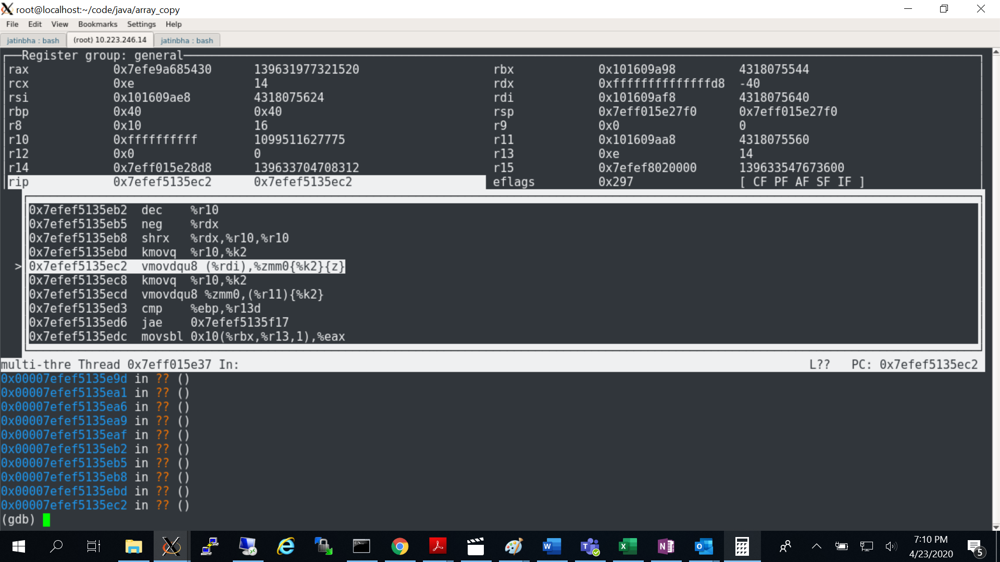 root@localhost:~/code/java/array_copy
File Edit View Bookmarks Settings Help
jatinbha : bash (root) 10.223.246.14 jatinbha : bash
Register group: general
rax 0x7efe9a685430 139631977321520 rbx 0x101609a98 4318075544
rcx 0xe 14 rdx 0xffffffffffffffd8 -40
rsi 0x101609ae8 4318075624 rdi 0x101609af8 4318075640
rbp 0x40 0x40 rsp 0x7eff015e27f0 0x7eff015e27f0
r8 0x10 16 r9 0x0 0
r10 0xffffffffff 1099511627775 r11 0x101609aa8 4318075560
r12 0x0 0 r13 0xe 14
r14 0x7eff015e28d8 139633704708312 r15 0x7efef8020000 139633547673600
rip 0x7efef5135ec2 0x7efef5135ec2 eflags 0x297 [ CF PF AF SF IF ]
0x7efef5135eb2 dec %r10
0x7efef5135eb5 neg %rdx
0x7efef5135eb8 shrx %rdx,%r10,%r10
0x7efef5135ebd kmovq %r10,%k2
> 0x7efef5135ec2 vmovdqu8 (%rdi),%zmm0{%k2}{z}
0x7efef5135ec8 kmovq %r10,%k2
0x7efef5135ecd vmovdqu8 %zmm0,(%r11){%k2}
0x7efef5135ed3 cmp %ebp,%r13d
0x7efef5135ed6 jae 0x7efef5135f17
0x7efef5135edc movsbl 0x10(%rbx,%r13,1),%eax
multi-thre Thread 0x7eff015e37 In: L?? PC: 0x7efef5135ec2
0x00007efef5135e9d in ?? ()
0x00007efef5135ea1 in ?? ()
0x00007efef5135ea6 in ?? ()
0x00007efef5135ea9 in ?? ()
0x00007efef5135eaf in ?? ()
0x00007efef5135eb2 in ?? ()
0x00007efef5135eb5 in ?? ()
0x00007efef5135eb8 in ?? ()
0x00007efef5135ebd in ?? ()
0x00007efef5135ec2 in ?? ()
(gdb)
7:10 PM
4/23/2020
5